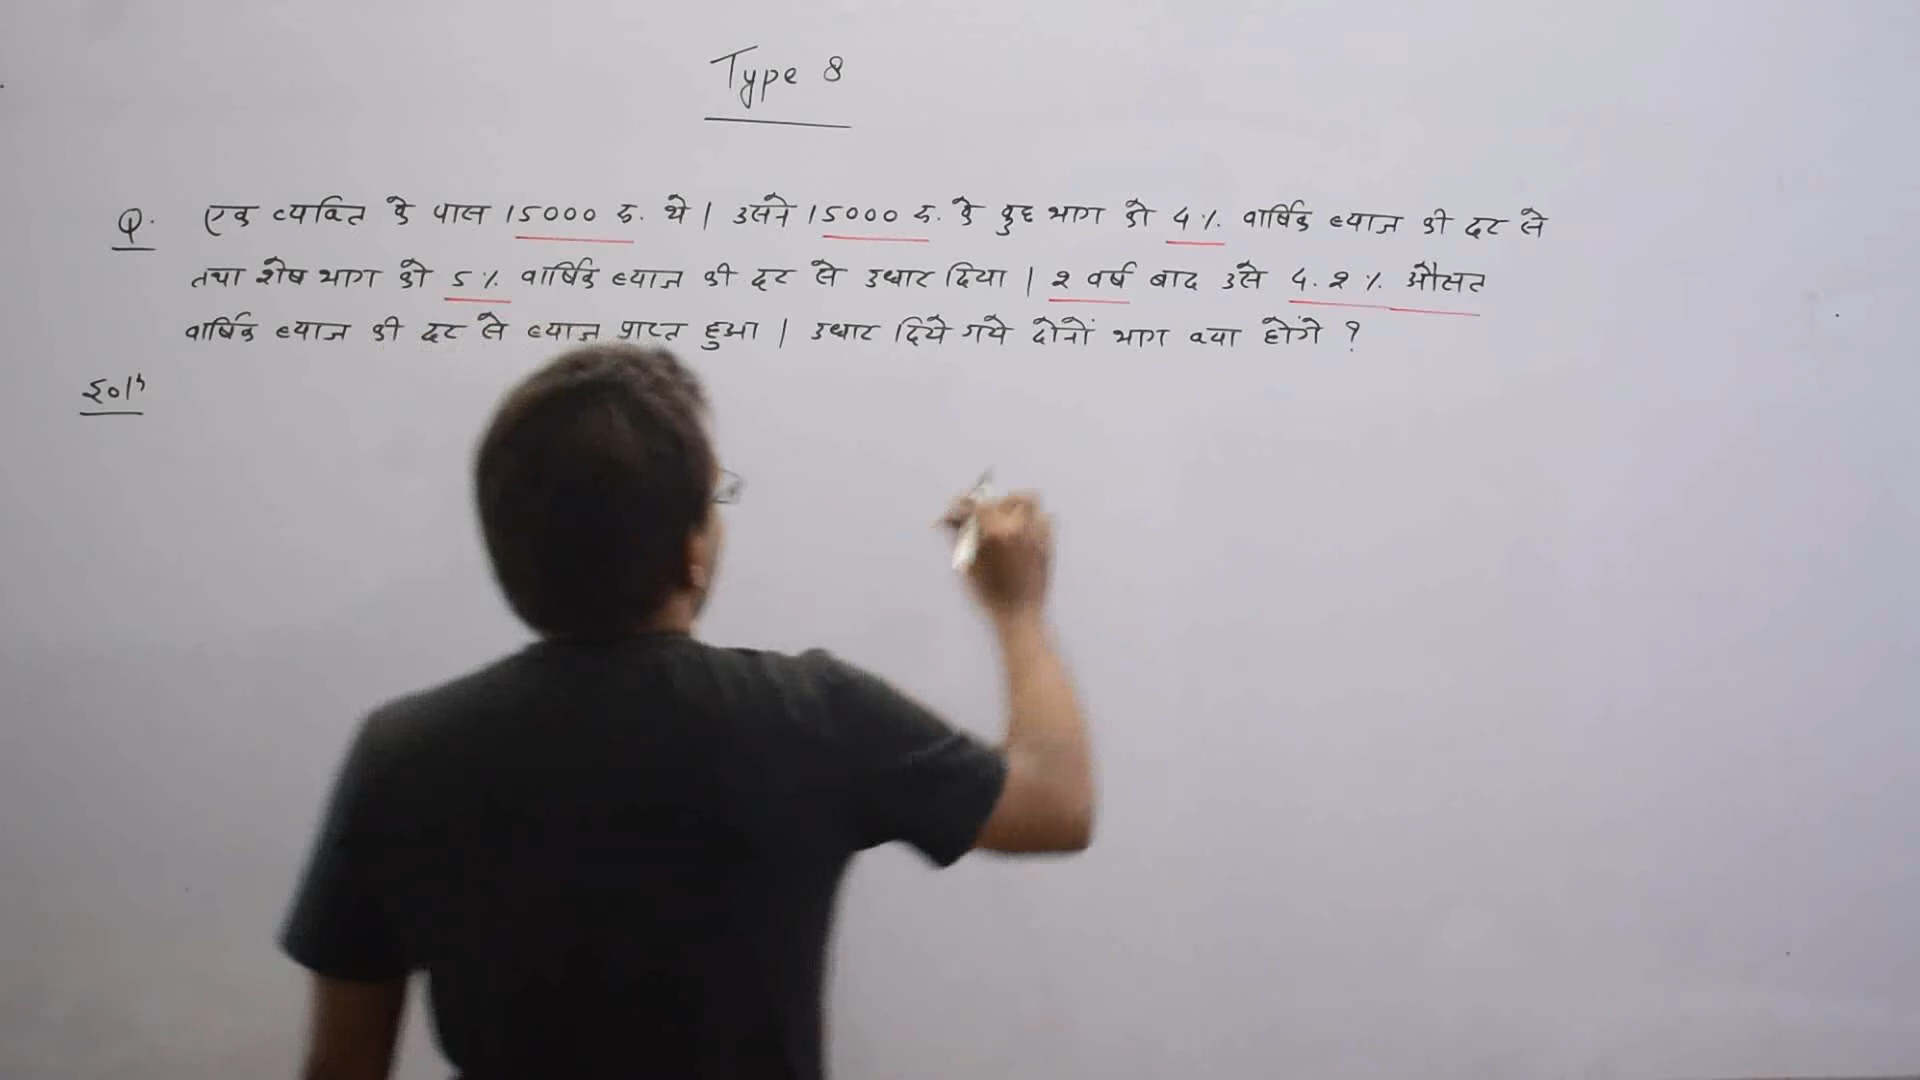 Type 8
Q. एक व्यक्ति के पास 15000 रु. थे | उसने 15000 रु. के कुछ भाग को 4 %. वार्षिक ब्याज की दर से
तथा शेष भाग को 5 %. वार्षिक ब्याज की दर से उधार दिया | 2 वर्ष बाद उसे 4.2 %. औसत
वार्षिक ब्याज की दर से ब्याज प्राप्त हुआ | उधार दिये गये दोनों भाग क्या होंगे ?
Solⁿ